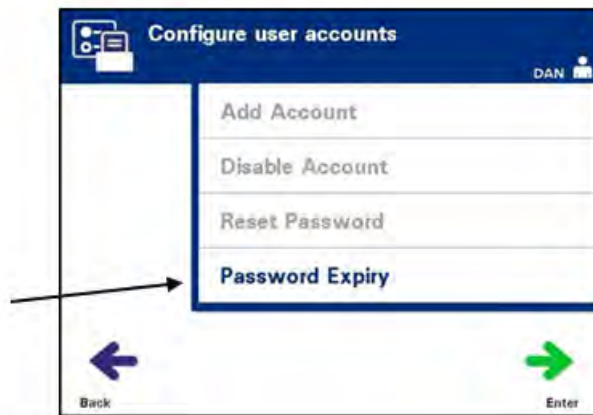 Configure user accounts
DAN
Add Account
Disable Account
Reset Password
Password Expiry
Back
Enter